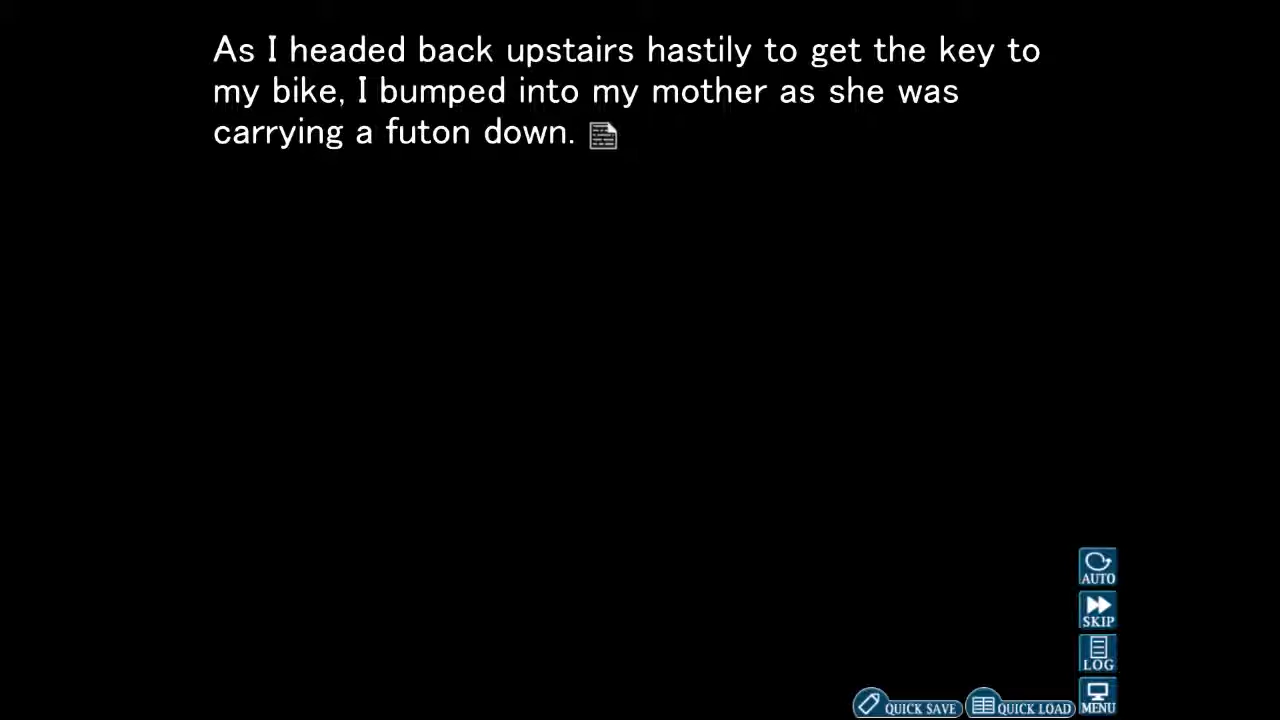 As I headed back upstairs hastily to get the key to
my bike, I bumped into my mother as she was
carrying a futon down.
AUTO
SKIP
LOG
MENU
QUICK SAVE
QUICK LOAD